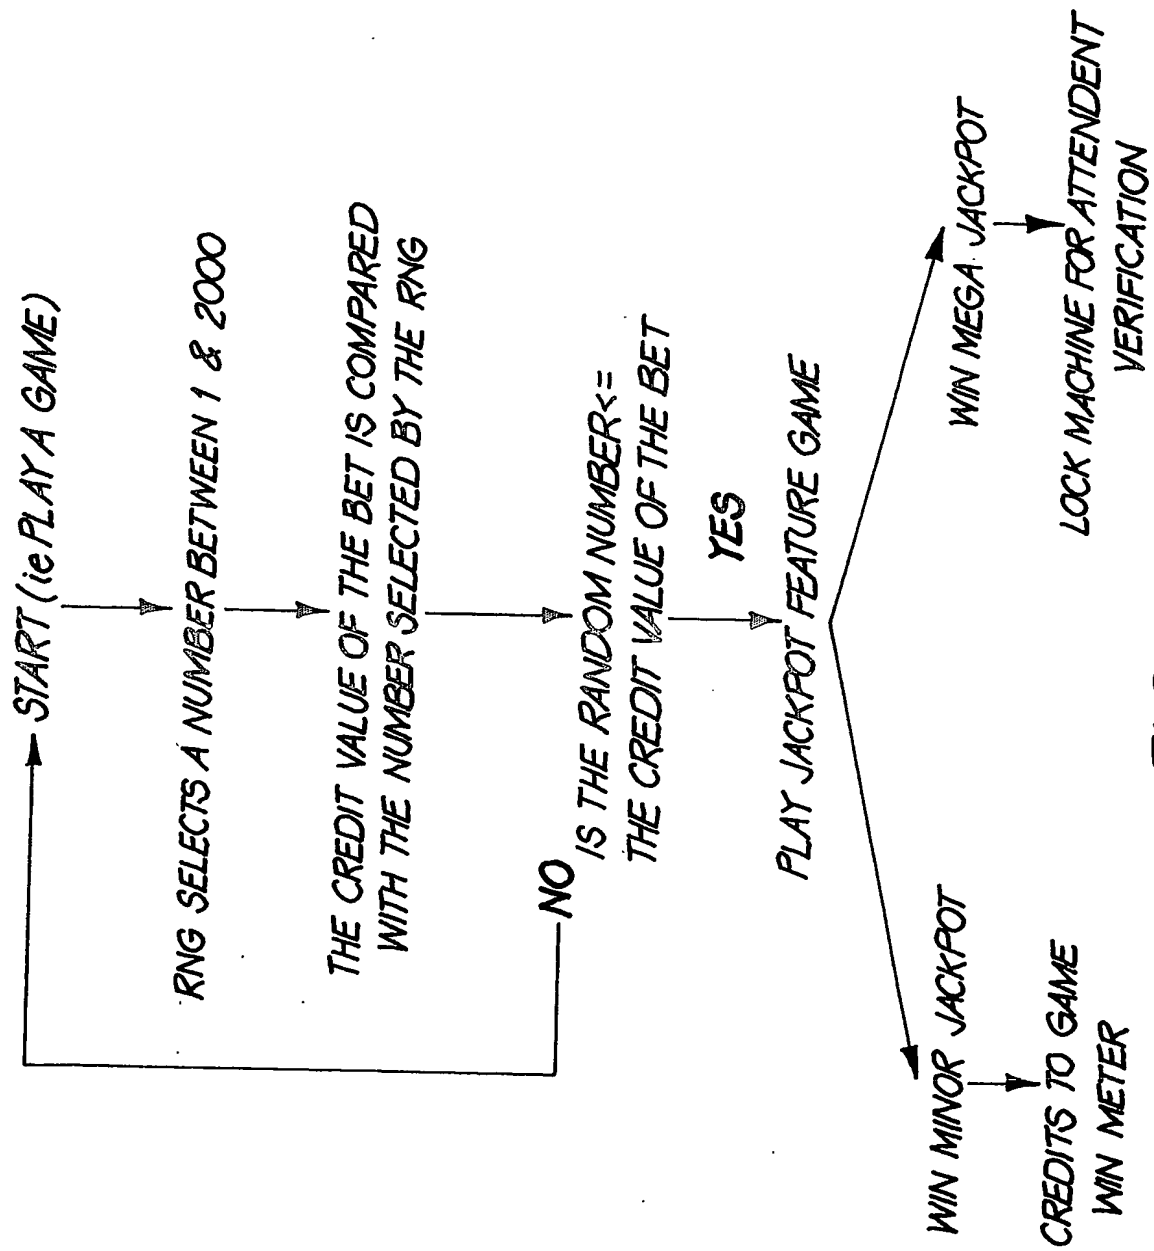 START (ie PLAY A GAME)
RNG SELECTS A NUMBER BETWEEN 1 & 2000
THE CREDIT VALUE OF THE BET IS COMPARED
WITH THE NUMBER SELECTED BY THE RNG
NO
IS THE RANDOM NUMBER<=
THE CREDIT VALUE OF THE BET
YES
PLAY JACKPOT FEATURE GAME
WIN MINOR JACKPOT
CREDITS TO GAME
WIN METER
WIN MEGA JACKPOT
LOCK MACHINE FOR ATTENDENT
VERIFICATION